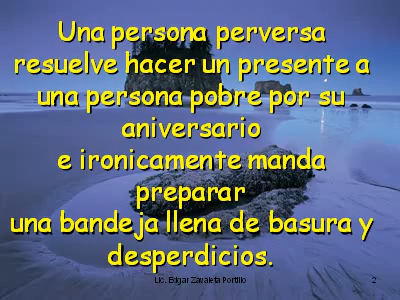 Una persona perversa
resuelve hacer un presente a
una persona pobre por su
aniversario
e ironicamente manda
preparar
una bandeja llena de basura y
desperdicios.
Lic. Edgar Zavaleta Portillo
2